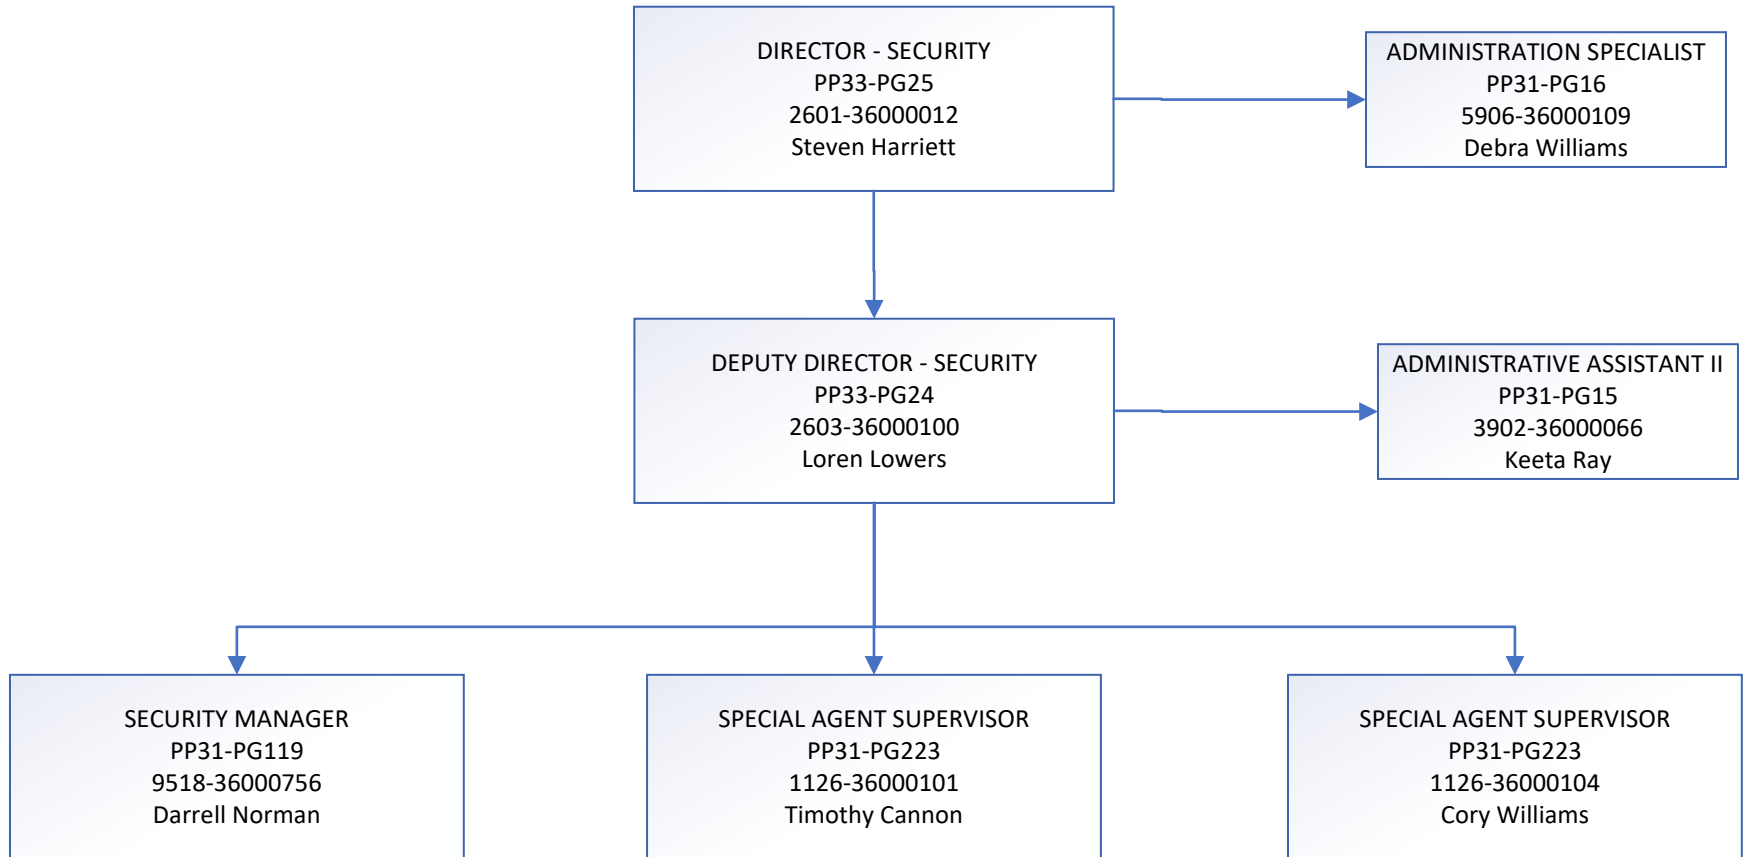 DIRECTOR - SECURITY
PP33-PG25
2601-36000012
Steven Harriett
ADMINISTRATION SPECIALIST
PP31-PG16
5906-36000109
Debra Williams
DEPUTY DIRECTOR - SECURITY
PP33-PG24
2603-36000100
Loren Lowers
ADMINISTRATIVE ASSISTANT II
PP31-PG15
3902-36000066
Keeta Ray
SECURITY MANAGER
PP31-PG119
9518-36000756
Darrell Norman
SPECIAL AGENT SUPERVISOR
PP31-PG223
1126-36000101
Timothy Cannon
SPECIAL AGENT SUPERVISOR
PP31-PG223
1126-36000104
Cory Williams